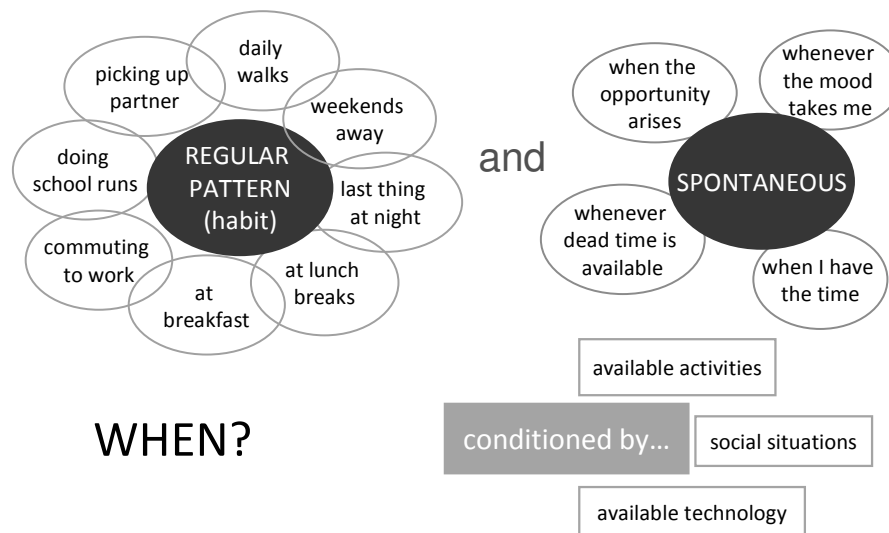 daily
walks
picking up
partner
weekends
away
doing
school runs
REGULAR
PATTERN
(habit)
last thing
at night
commuting
to work
at
breakfast
at lunch
breaks
and
when the
opportunity
arises
whenever
the mood
takes me
SPONTANEOUS
whenever
dead time is
available
when I have
the time
WHEN?
available activities
conditioned by…
social situations
available technology